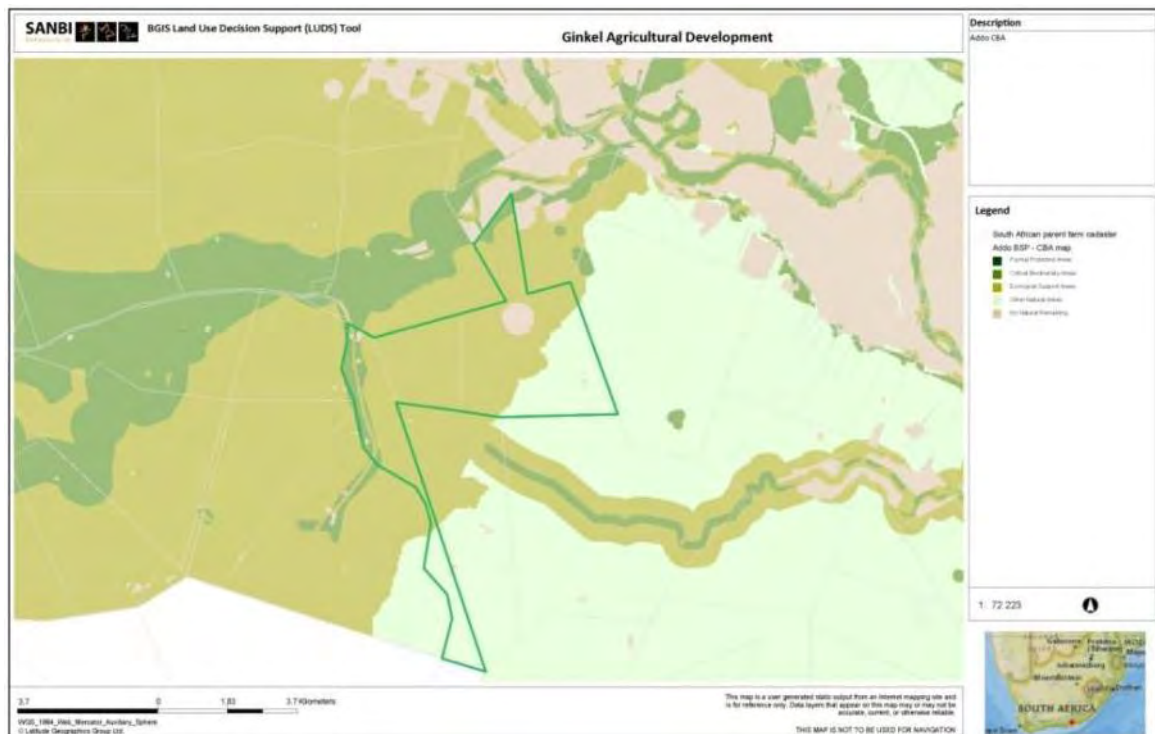 SANBI
BGIS Land Use Decision Support (LUDS) Tool
Ginkel Agricultural Development
Description
Addo CBA
Legend
South African parent farm cadaster
Addo BSP - CBA map
Formal Protected Areas
Critical Biodiversity Areas
Ecological Support Areas
Other Natural Areas
No Natural Remaining
1: 72 223
3.7
0
1.83
3.7 Kilometers
WGS_1984_Web_Mercator_Auxiliary_Sphere
© Latitude Geographics Group Ltd.
This map is a user generated static output from an Internet mapping site and
is for reference only. Data layers that appear on this map may or may not be
accurate, current, or otherwise reliable.
THIS MAP IS NOT TO BE USED FOR NAVIGATION
Gaborone
Pretoria
Johannesburg
Durban
SOUTH AFRICA